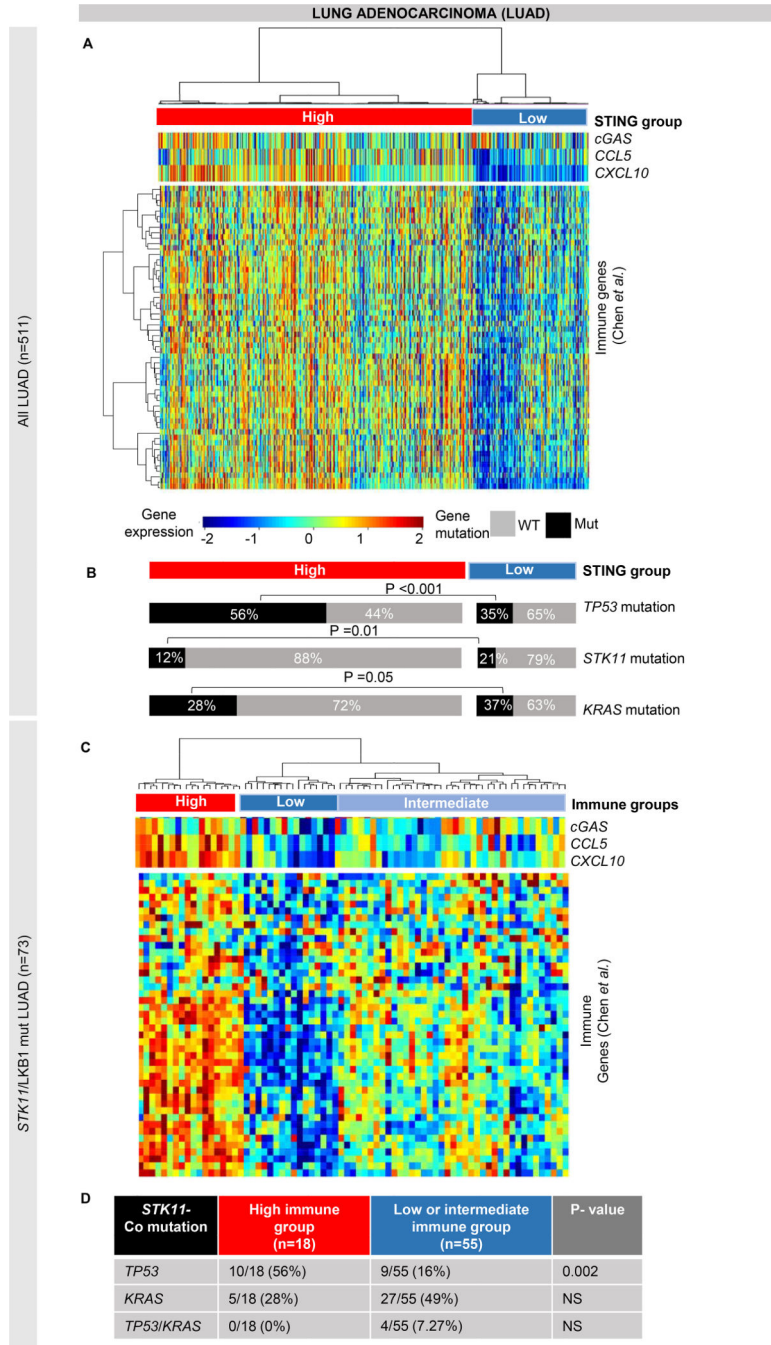 LUNG ADENOCARCINOMA (LUAD)
A
High
Low
STING group
cGAS
CCL5
CXCL10
Immune genes
(Chen et al.)
All LUAD (n=511)
Gene
expression
-2
-1
0
1
2
Gene
mutation
WT
Mut
B
High
Low
STING group
P <0.001
56%
44%
35%
65%
TP53 mutation
P =0.01
12%
88%
21%
79%
STK11 mutation
P =0.05
28%
72%
37%
63%
KRAS mutation
STK11/LKB1 mut LUAD (n=73)
C
High
Low
Intermediate
Immune groups
cGAS
CCL5
CXCL10
Immune
Genes (Chen et al.)
D
STK11-
Co mutation
High immune
group
(n=18)
Low or intermediate
immune group
(n=55)
P- value
TP53 10/18 (56%) 9/55 (16%) 0.002
KRAS 5/18 (28%) 27/55 (49%) NS
TP53/KRAS 0/18 (0%) 4/55 (7.27%) NS